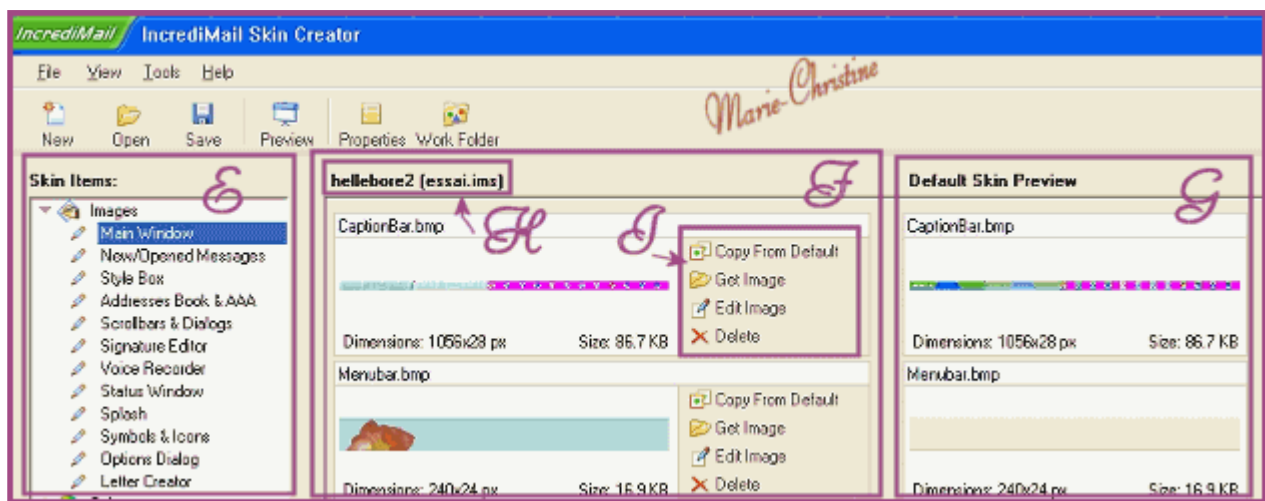 IncrediMail IncrediMail Skin Creator
File View Tools Help
Marie-Christine
New Open Save Preview Properties Work Folder
Skin Items: E
hellebore2 (essai.ims) F
Default Skin Preview G
Images
Main Window
New/Opened Messages
Style Box
Addresses Book & AAA
Scrollbars & Dialogs
Signature Editor
Voice Recorder
Status Window
Splash
Symbols & Icons
Options Dialog
Letter Creator
H
I
CaptionBar.bmp
Copy From Default
Get Image
Edit Image
Delete
Dimensions: 1056x28 px Size: 86.7 KB
Menubar.bmp
Copy From Default
Get Image
Edit Image
Delete
Dimensions: 240x24 px Size: 16.9 KB
CaptionBar.bmp
Dimensions: 1056x28 px Size: 86.7 KB
Menubar.bmp
Dimensions: 240x24 px Size: 16.9 KB